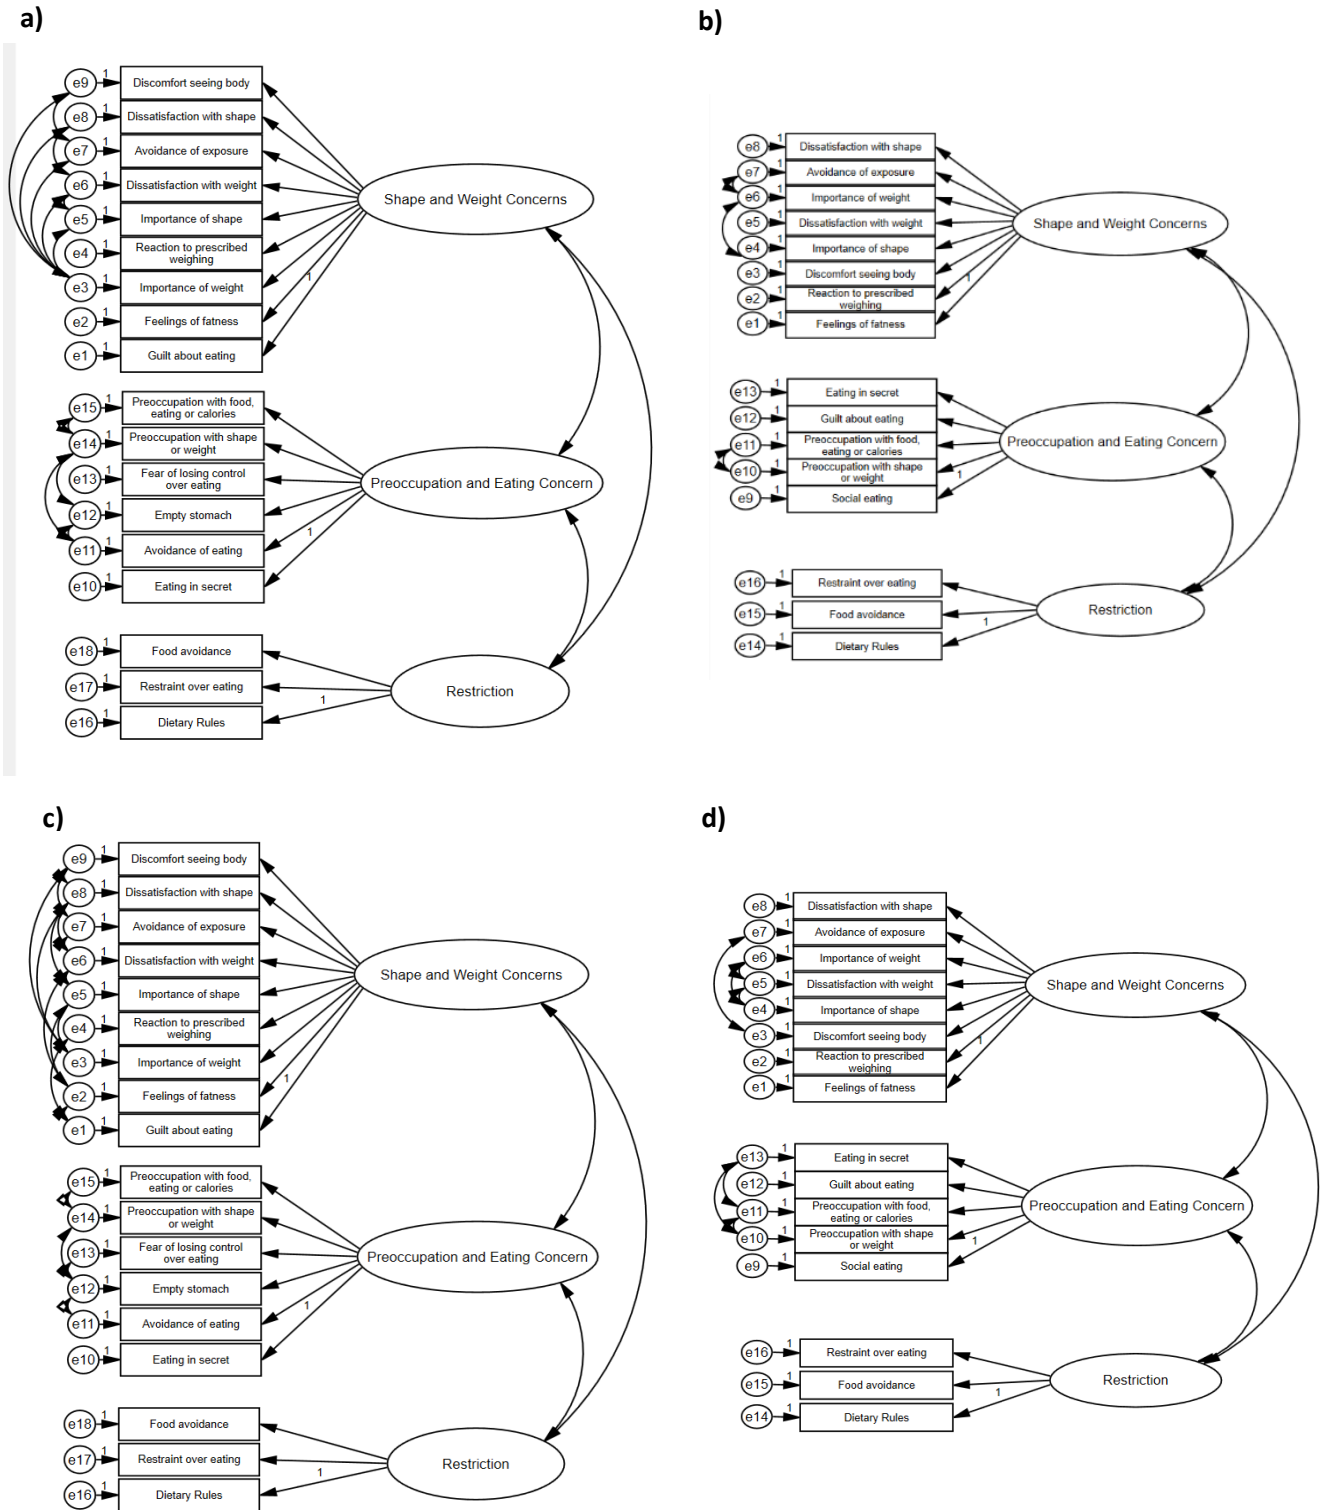 a)
e9 1 Discomfort seeing body
e8 1 Dissatisfaction with shape
e7 1 Avoidance of exposure
e6 1 Dissatisfaction with weight
e5 1 Importance of shape
e4 1 Reaction to prescribed
weighing
e3 1 Importance of weight
e2 1 Feelings of fatness
e1 1 Guilt about eating
1
Shape and Weight Concerns
e15 1 Preoccupation with food,
eating or calories
e14 1 Preoccupation with shape
or weight
e13 1 Fear of losing control
over eating
e12 1 Empty stomach
e11 1 Avoidance of eating
e10 1 Eating in secret
1
Preoccupation and Eating Concern
e18 1 Food avoidance
e17 1 Restraint over eating
e16 1 Dietary Rules
1
Restriction
b)
e8 1 Dissatisfaction with shape
e7 1 Avoidance of exposure
e6 1 Importance of weight
e5 1 Dissatisfaction with weight
e4 1 Importance of shape
e3 1 Discomfort seeing body
e2 1 Reaction to prescribed
weighing
e1 1 Feelings of fatness
1
Shape and Weight Concerns
e13 1 Eating in secret
e12 1 Guilt about eating
e11 1 Preoccupation with food,
eating or calories
e10 1 Preoccupation with shape
or weight
e9 1 Social eating
1
Preoccupation and Eating Concern
e16 1 Restraint over eating
e15 1 Food avoidance
e14 1 Dietary Rules
1
Restriction
c)
e9 1 Discomfort seeing body
e8 1 Dissatisfaction with shape
e7 1 Avoidance of exposure
e6 1 Dissatisfaction with weight
e5 1 Importance of shape
e4 1 Reaction to prescribed
weighing
e3 1 Importance of weight
e2 1 Feelings of fatness
e1 1 Guilt about eating
1
Shape and Weight Concerns
e15 1 Preoccupation with food,
eating or calories
e14 1 Preoccupation with shape
or weight
e13 1 Fear of losing control
over eating
e12 1 Empty stomach
e11 1 Avoidance of eating
e10 1 Eating in secret
1
Preoccupation and Eating Concern
e18 1 Food avoidance
e17 1 Restraint over eating
e16 1 Dietary Rules
1
Restriction
d)
e8 1 Dissatisfaction with shape
e7 1 Avoidance of exposure
e6 1 Importance of weight
e5 1 Dissatisfaction with weight
e4 1 Importance of shape
e3 1 Discomfort seeing body
e2 1 Reaction to prescribed
weighing
e1 1 Feelings of fatness
1
Shape and Weight Concerns
e13 1 Eating in secret
e12 1 Guilt about eating
e11 1 Preoccupation with food,
eating or calories
e10 1 Preoccupation with shape
or weight
e9 1 Social eating
1
Preoccupation and Eating Concern
e16 1 Restraint over eating
e15 1 Food avoidance
e14 1 Dietary Rules
1
Restriction